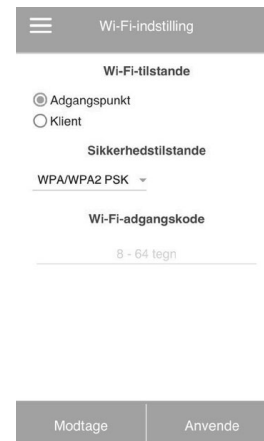 Wi-Fi-indstilling
Wi-Fi-tilstande
Adgangspunkt
Klient
Sikkerhedstilstande
WPA/WPA2 PSK
Wi-Fi-adgangskode
8 - 64 tegn
Modtage Anvende